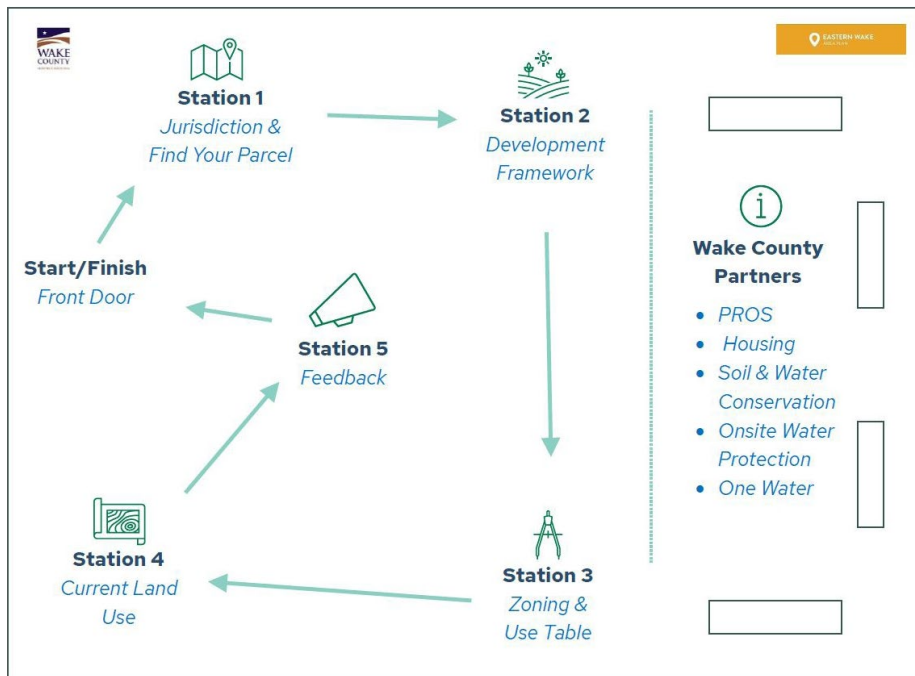 WAKE
COUNTY
EASTERN WAKE
AREA PLAN
Station 1
Jurisdiction &
Find Your Parcel
Station 2
Development
Framework
Start/Finish
Front Door
Station 5
Feedback
Station 4
Current Land
Use
Station 3
Zoning &
Use Table
i
Wake County
Partners
• PROS
• Housing
• Soil & Water
Conservation
• Onsite Water
Protection
• One Water